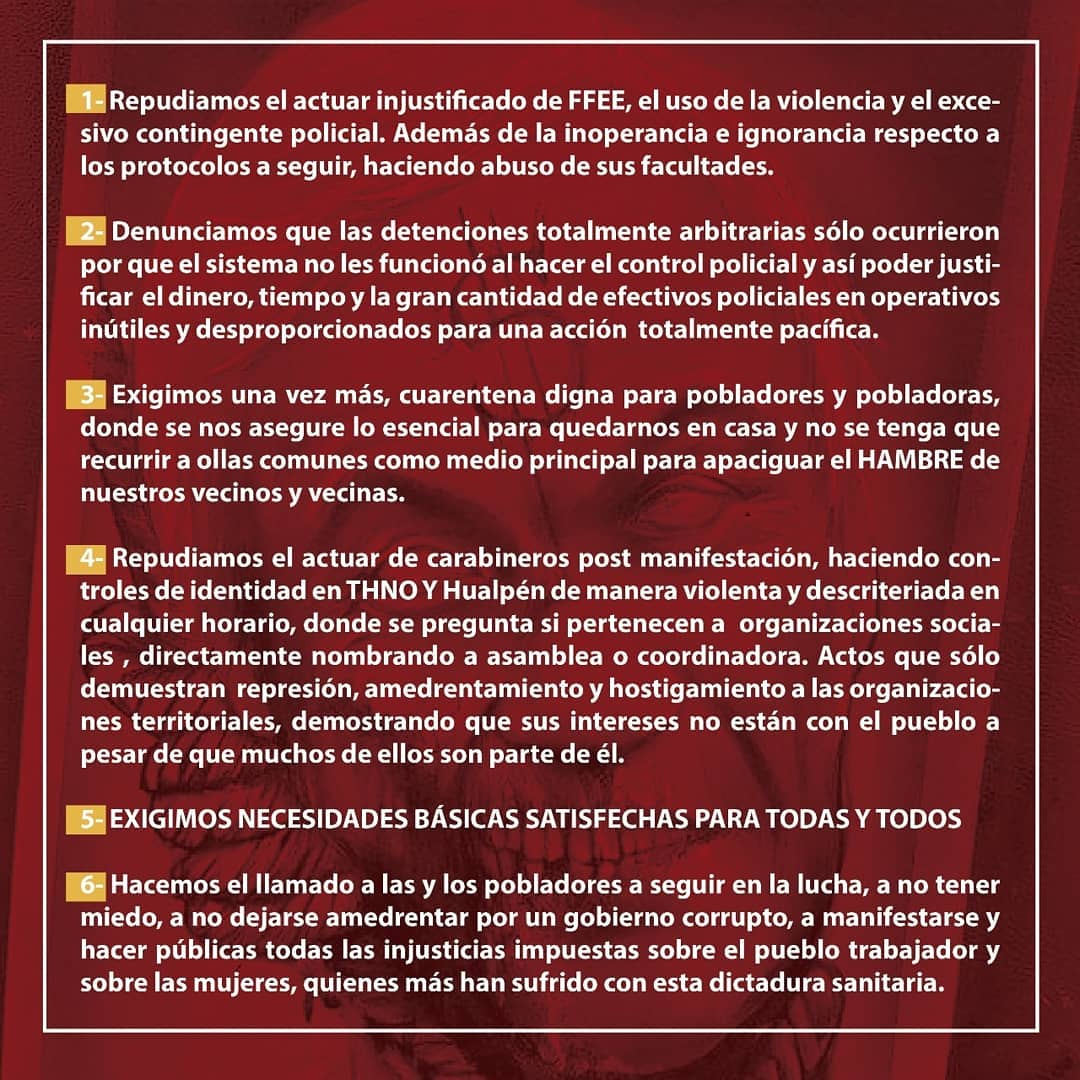 1- Repudiamos el actuar injustificado de FFEE, el uso de la violencia y el exce-
sivo contingente policial. Además de la inoperancia e ignorancia respecto a
los protocolos a seguir, haciendo abuso de sus facultades.
2- Denunciamos que las detenciones totalmente arbitrarias sólo ocurrieron
por que el sistema no les funcionó al hacer el control policial y así poder justi-
ficar el dinero, tiempo y la gran cantidad de efectivos policiales en operativos
inútiles y desproporcionados para una acción totalmente pacífica.
3- Exigimos una vez más, cuarentena digna para pobladores y pobladoras,
donde se nos asegure lo esencial para quedarnos en casa y no se tenga que
recurrir a ollas comunes como medio principal para apaciguar el HAMBRE de
nuestros vecinos y vecinas.
4- Repudiamos el actuar de carabineros post manifestación, haciendo con-
troles de identidad en THNO Y Hualpén de manera violenta y descriteriada en
cualquier horario, donde se pregunta si pertenecen a organizaciones socia-
les , directamente nombrando a asamblea o coordinadora. Actos que sólo
demuestran represión, amedrentamiento y hostigamiento a las organizacio-
nes territoriales, demostrando que sus intereses no están con el pueblo a
pesar de que muchos de ellos son parte de él.
5- EXIGIMOS NECESIDADES BÁSICAS SATISFECHAS PARA TODAS Y TODOS
6- Hacemos el llamado a las y los pobladores a seguir en la lucha, a no tener
miedo, a no dejarse amedrentar por un gobierno corrupto, a manifestarse y
hacer públicas todas las injusticias impuestas sobre el pueblo trabajador y
sobre las mujeres, quienes más han sufrido con esta dictadura sanitaria.